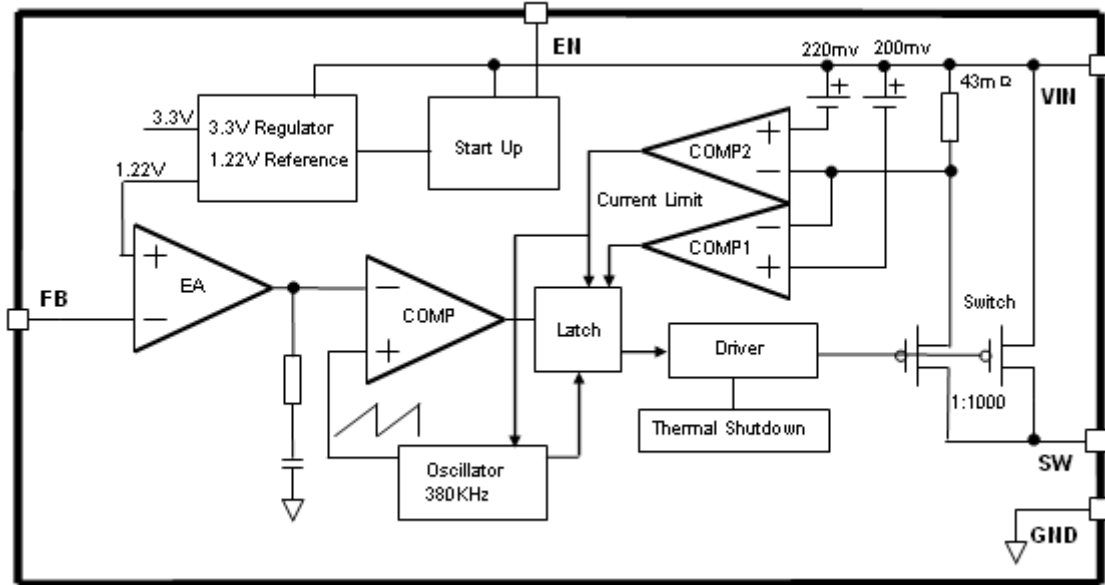 EN
220mv
200mv
+
+
43mΩ
VIN
3.3V
3.3V Regulator
1.22V Reference
Start Up
1.22V
+
COMP2
−
Current Limit
−
COMP1
+
+
EA
−
FB
−
COMP
+
Latch
Switch
Driver
1:1000
Thermal Shutdown
SW
Oscillator
380KHz
GND